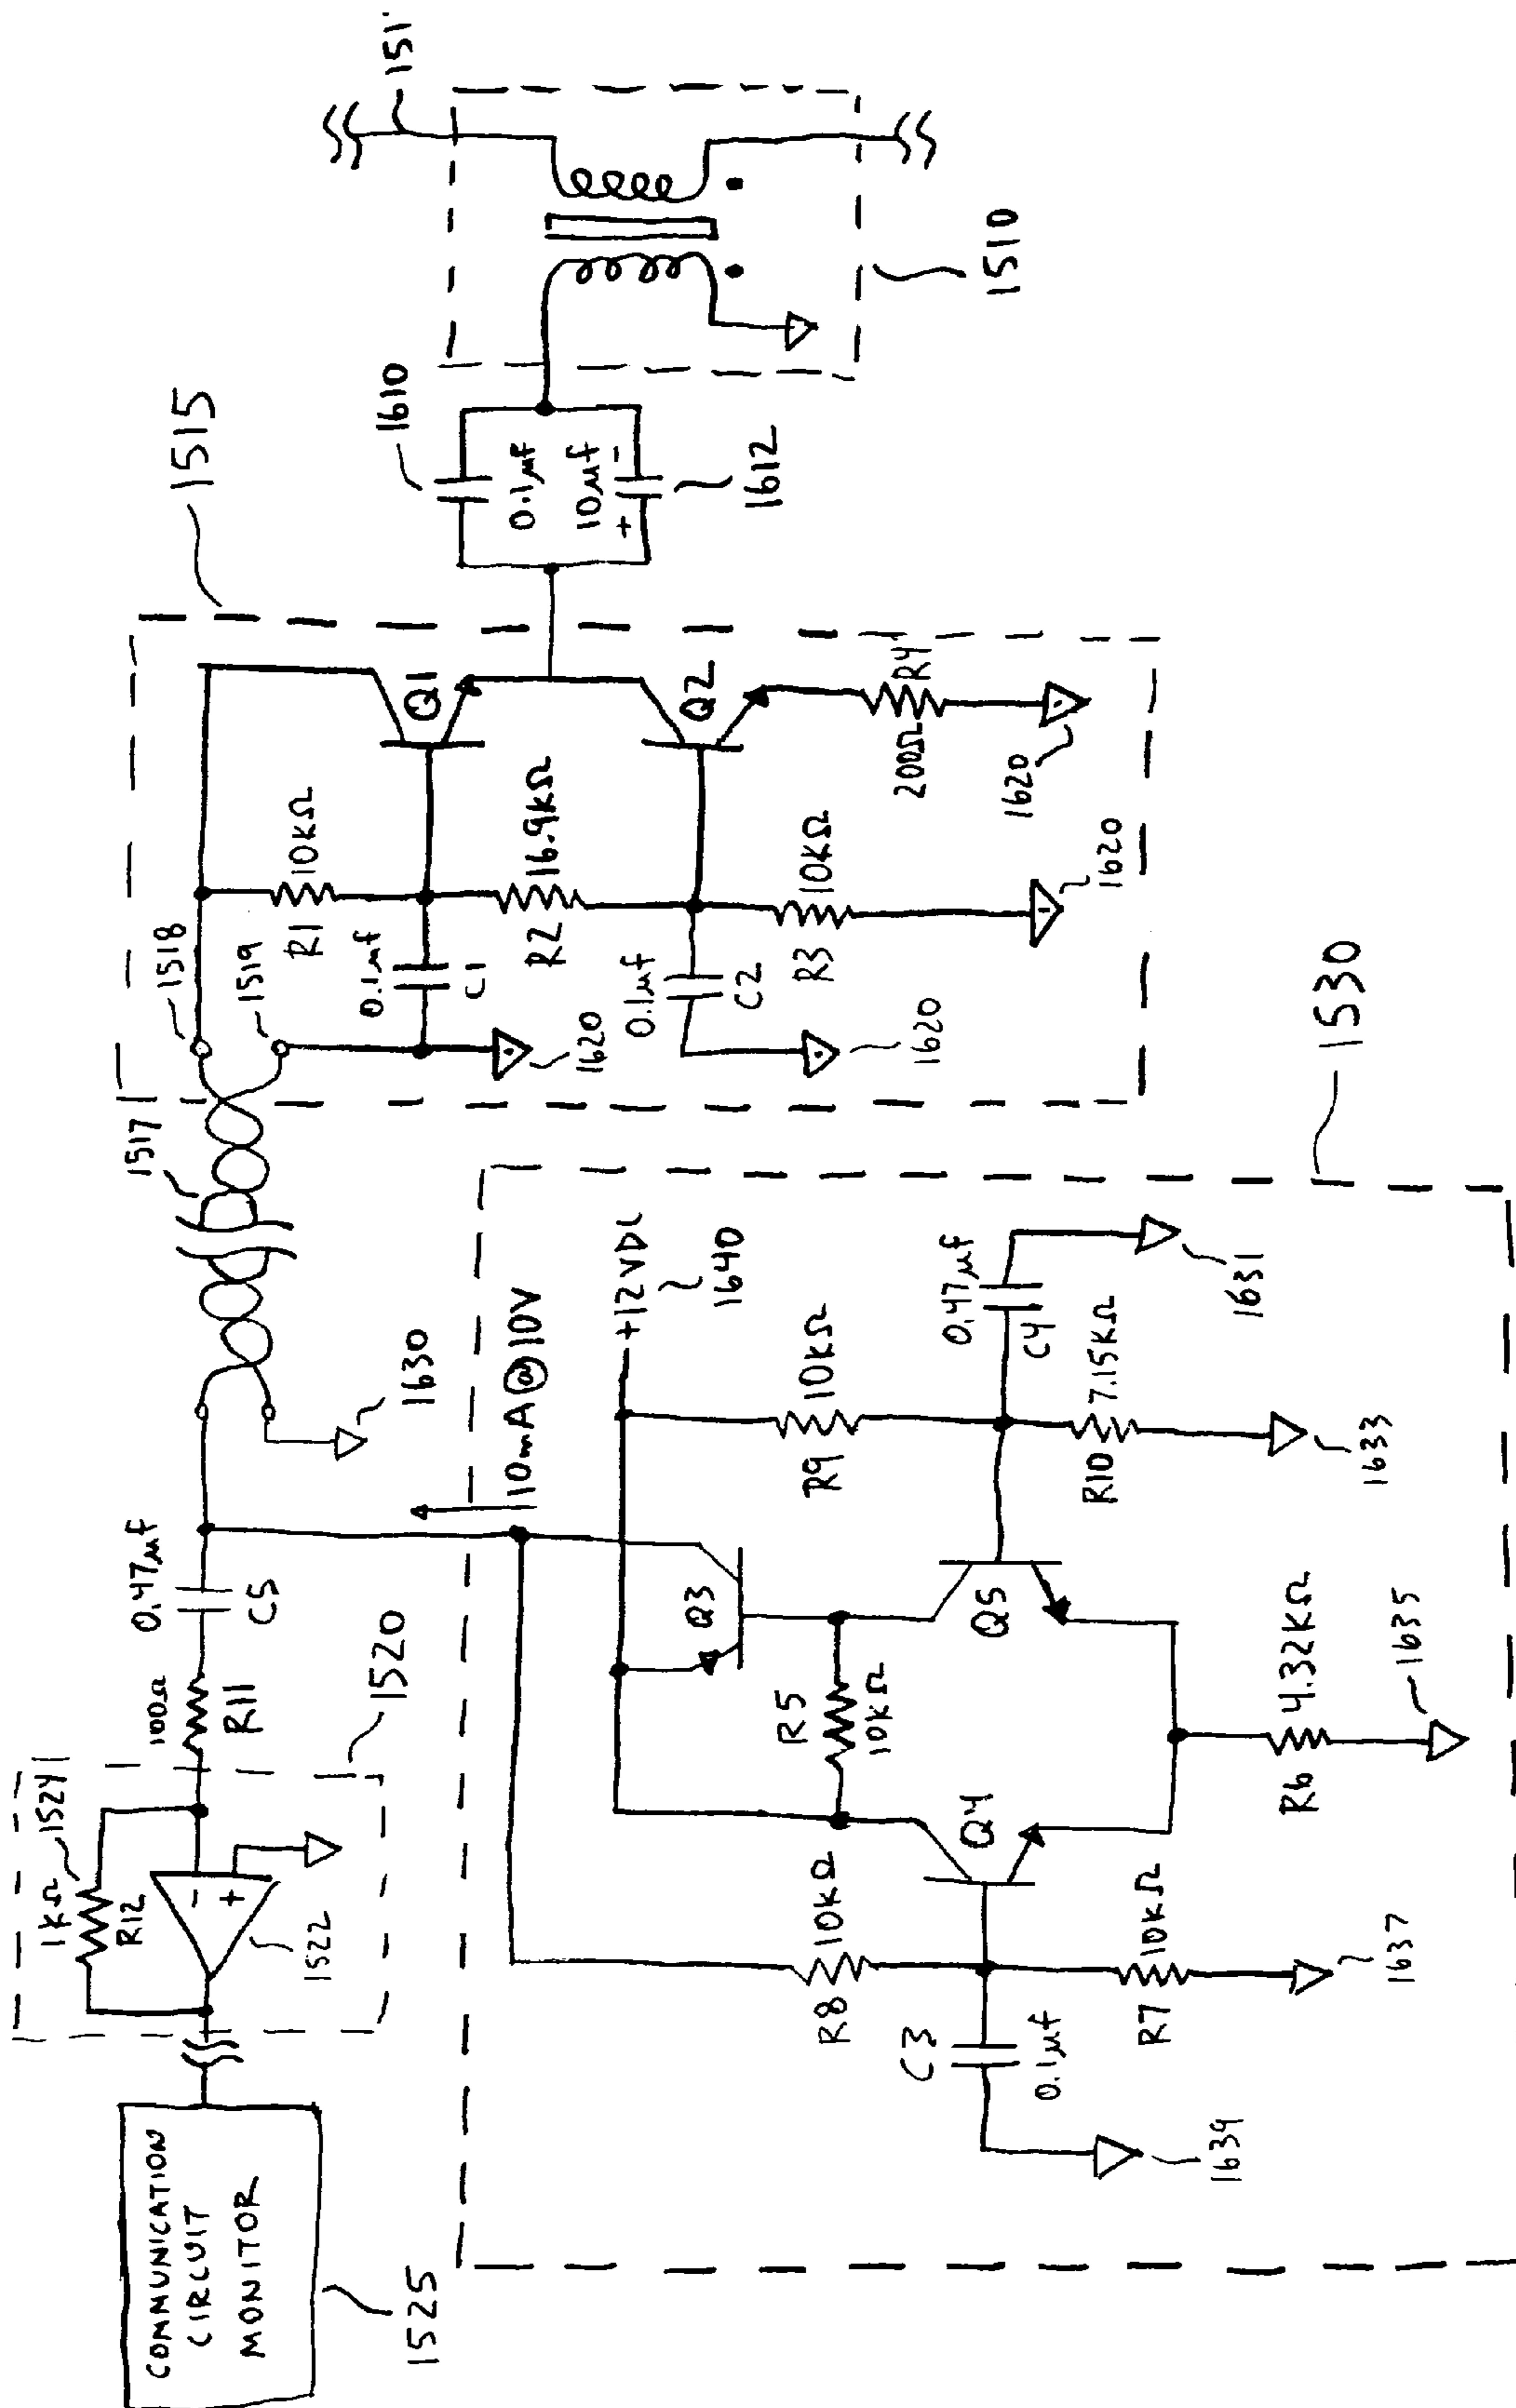 COMMUNICATION
CIRCUIT
MONITOR
1525
1kΩ
1524
R12
-
+
1522
1520
100Ω
R11
0.47µf
C5
1630
1517
1518
1519
1515
R1
10kΩ
0.1µf
C1
1620
R2
16.9kΩ
0.1µf
C2
1620
R3
10kΩ
1620
Q1
Q2
R4
200Ω
1620
1610
0.1µf
10µf
+
-
1612
151
1510
10mA@10V
+12VDC
1640
Q3
R5
10kΩ
R9
10kΩ
0.47µf
C4
1631
R10
7.15kΩ
1633
Q5
Q4
R8
10kΩ
C3
0.1µf
1639
R7
10kΩ
1637
R6
4.32KΩ
1635
1530